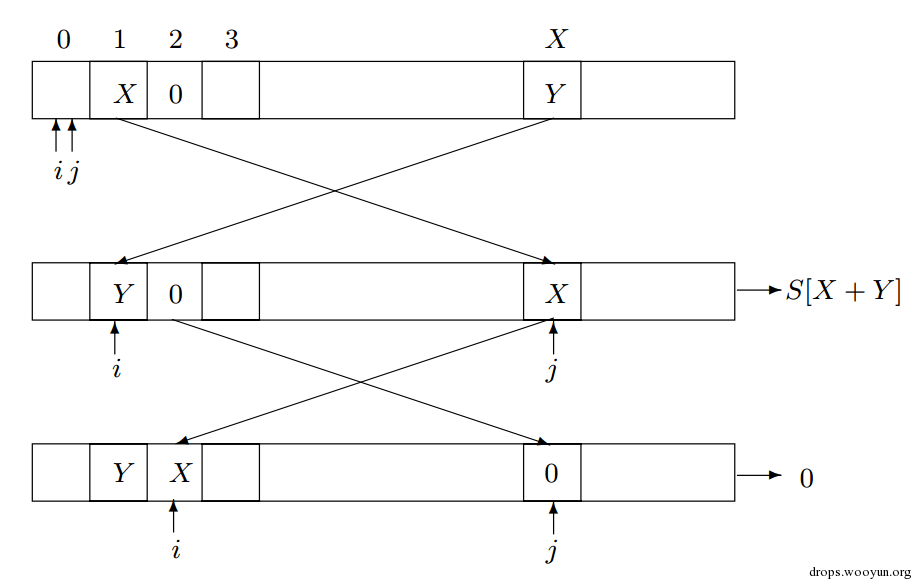 0 1 2 3 X
X 0 Y
i j
Y 0 X S[X + Y]
i j
Y X 0 0
i j
drops.wooyun.org